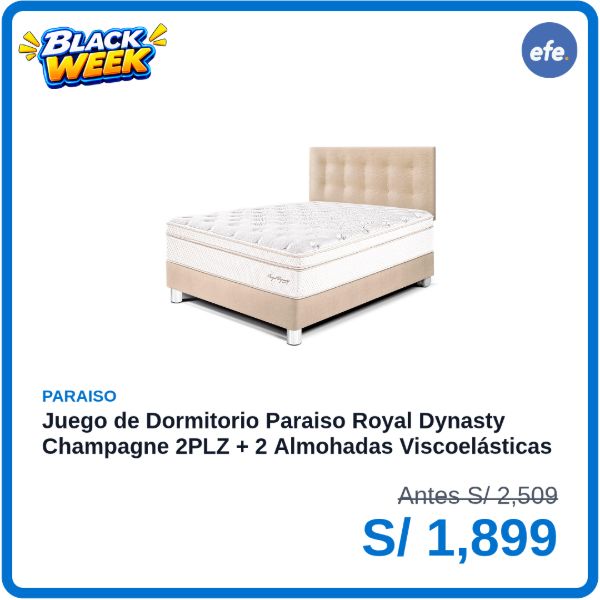 BLACK
WEEK
efe.
PARAISO
Juego de Dormitorio Paraiso Royal Dynasty
Champagne 2PLZ + 2 Almohadas Viscoelásticas
Antes S/ 2,509
S/ 1,899